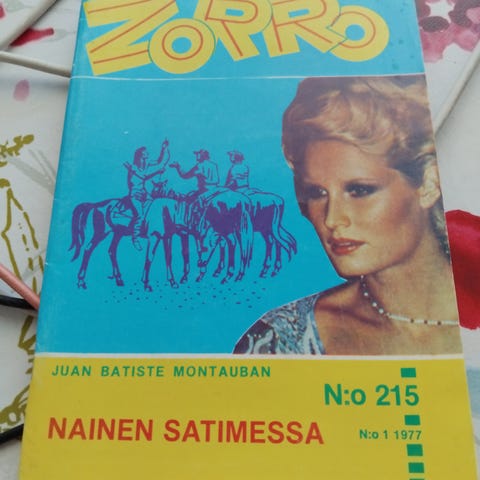 ZORRO
JUAN BATISTE MONTAUBAN
N:o 215
NAINEN SATIMESSA
N:o 1 1977